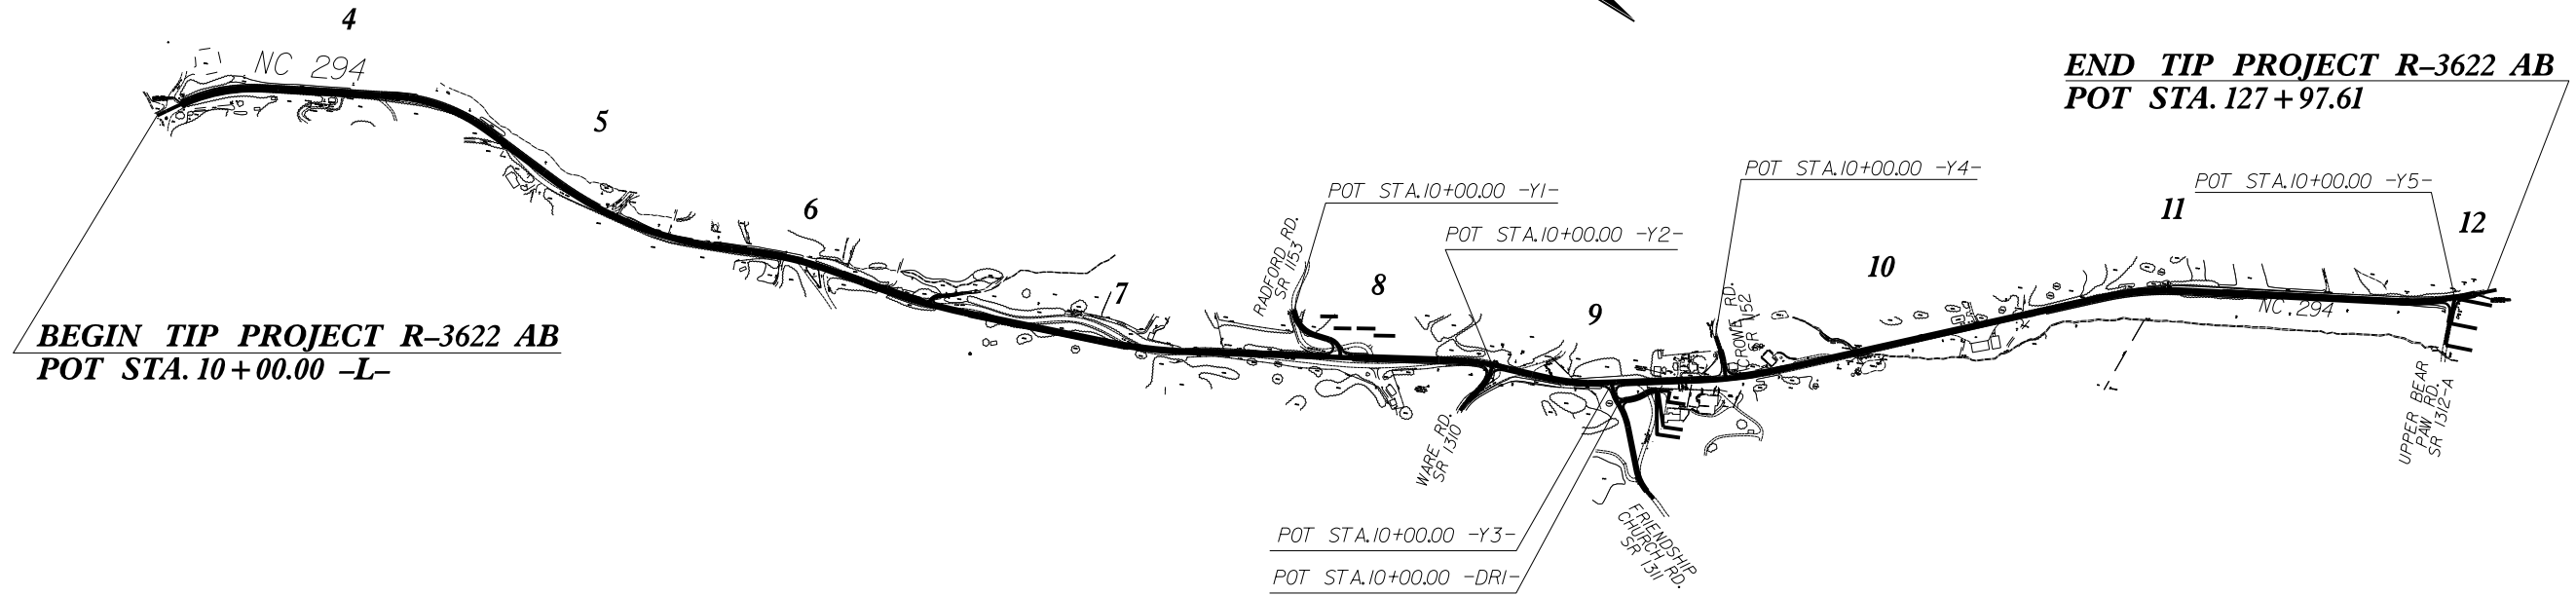 4
NC 294
END TIP PROJECT R–3622 AB
POT STA. 127+97.61
5
POT STA.10+00.00 -Y4-
POT STA.10+00.00 -Y5-
6
POT STA.10+00.00 -Y1-
11
12
RADFORD RD.
SR 1153
POT STA.10+00.00 -Y2-
10
7
8
9
CROWE RD.
SR 1152
NC 294
BEGIN TIP PROJECT R–3622 AB
POT STA. 10+00.00 –L–
WARE RD.
SR 1310
UPPER BEAR
PAW RD.
SR 1312-A
POT STA.10+00.00 -Y3-
POT STA.10+00.00 -DR1-
FRIENDSHIP
CHURCH RD.
SR 1311